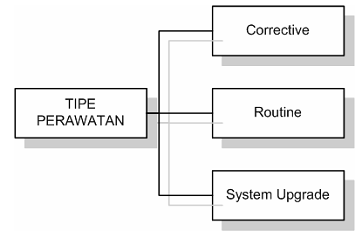 TIPE
PERAWATAN
Corrective
Routine
System Upgrade